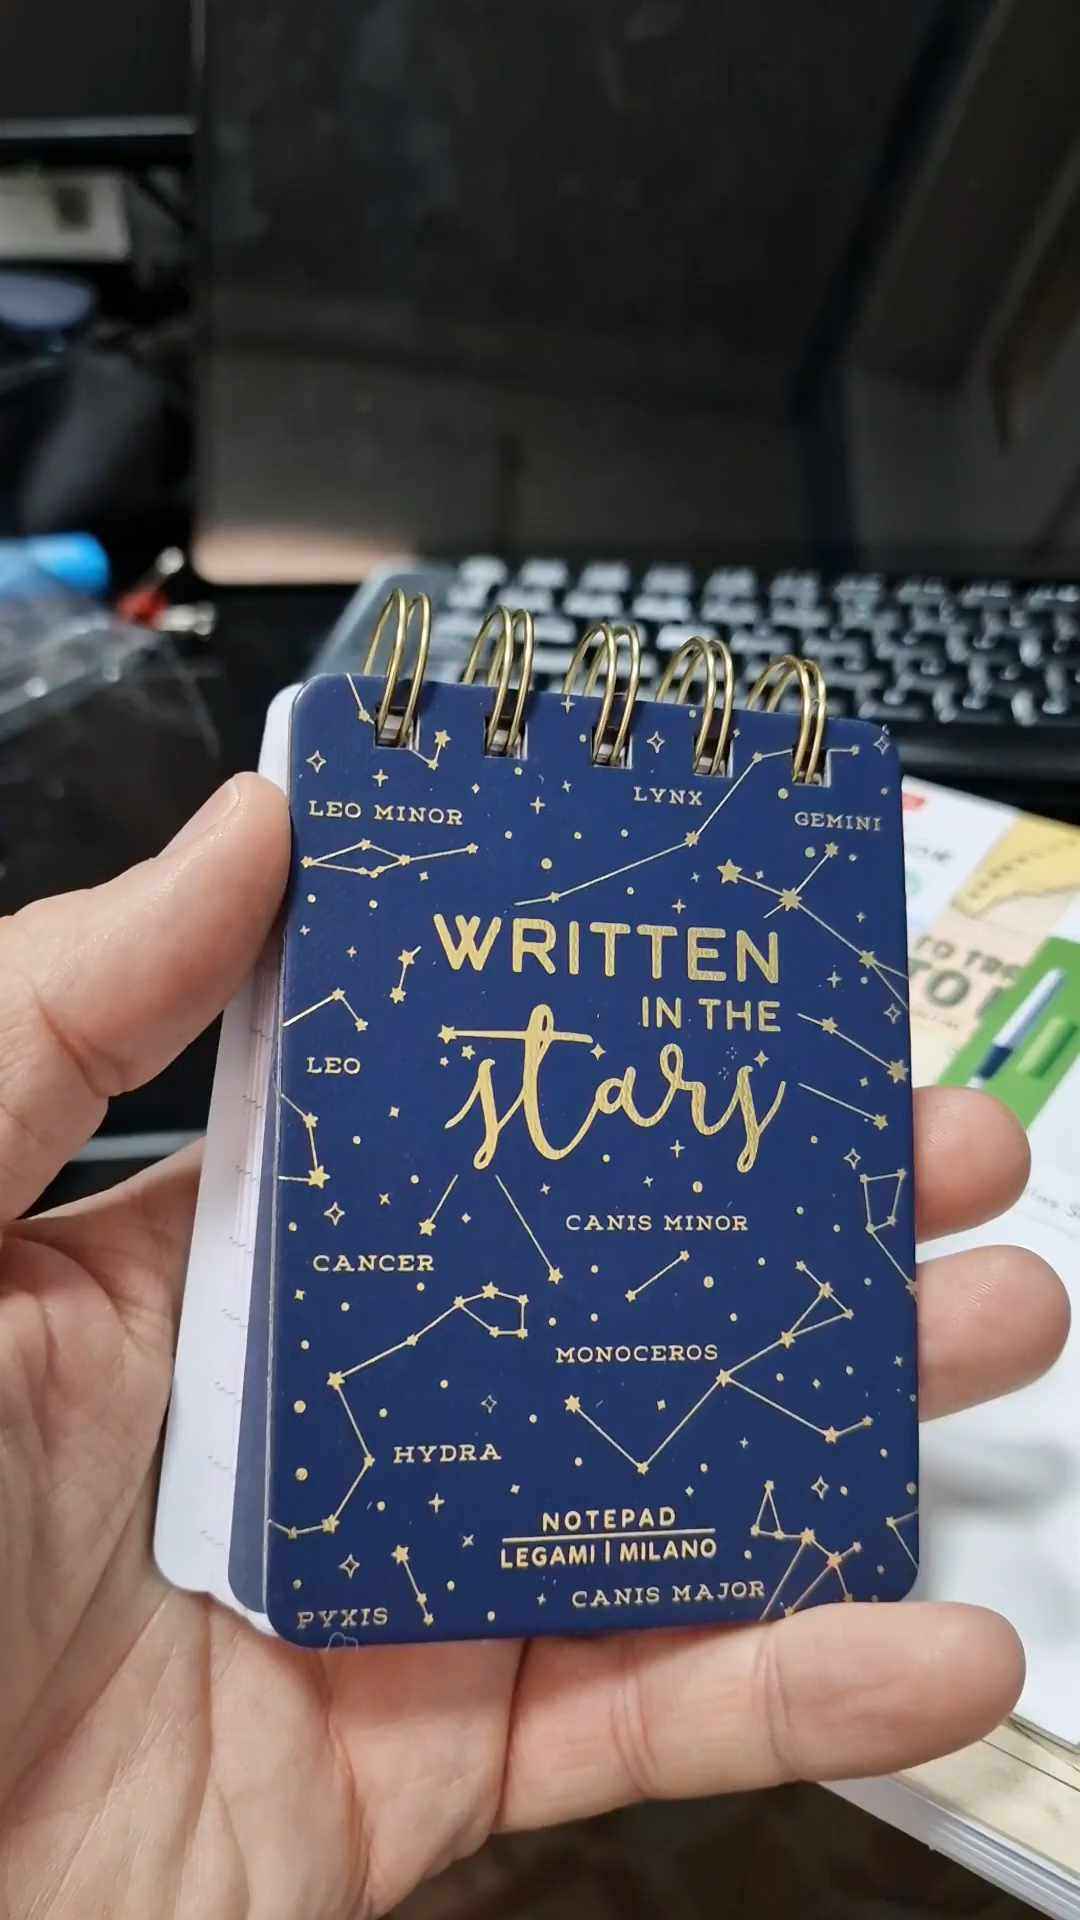 LEO MINOR
LYNX
GEMINI
WRITTEN
IN THE
stars
LEO
CANIS MINOR
CANCER
MONOCEROS
HYDRA
NOTEPAD
LEGAMI | MILANO
CANIS MAJOR
PYXIS